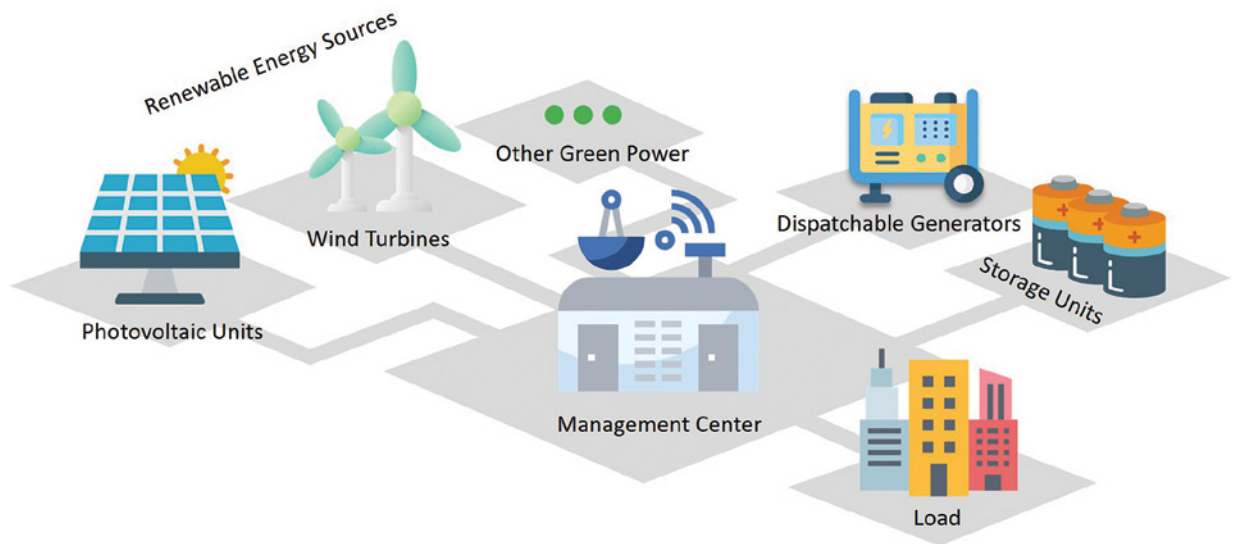 Renewable Energy Sources
Other Green Power
Wind Turbines
Dispatchable Generators
Storage Units
Photovoltaic Units
Management Center
Load